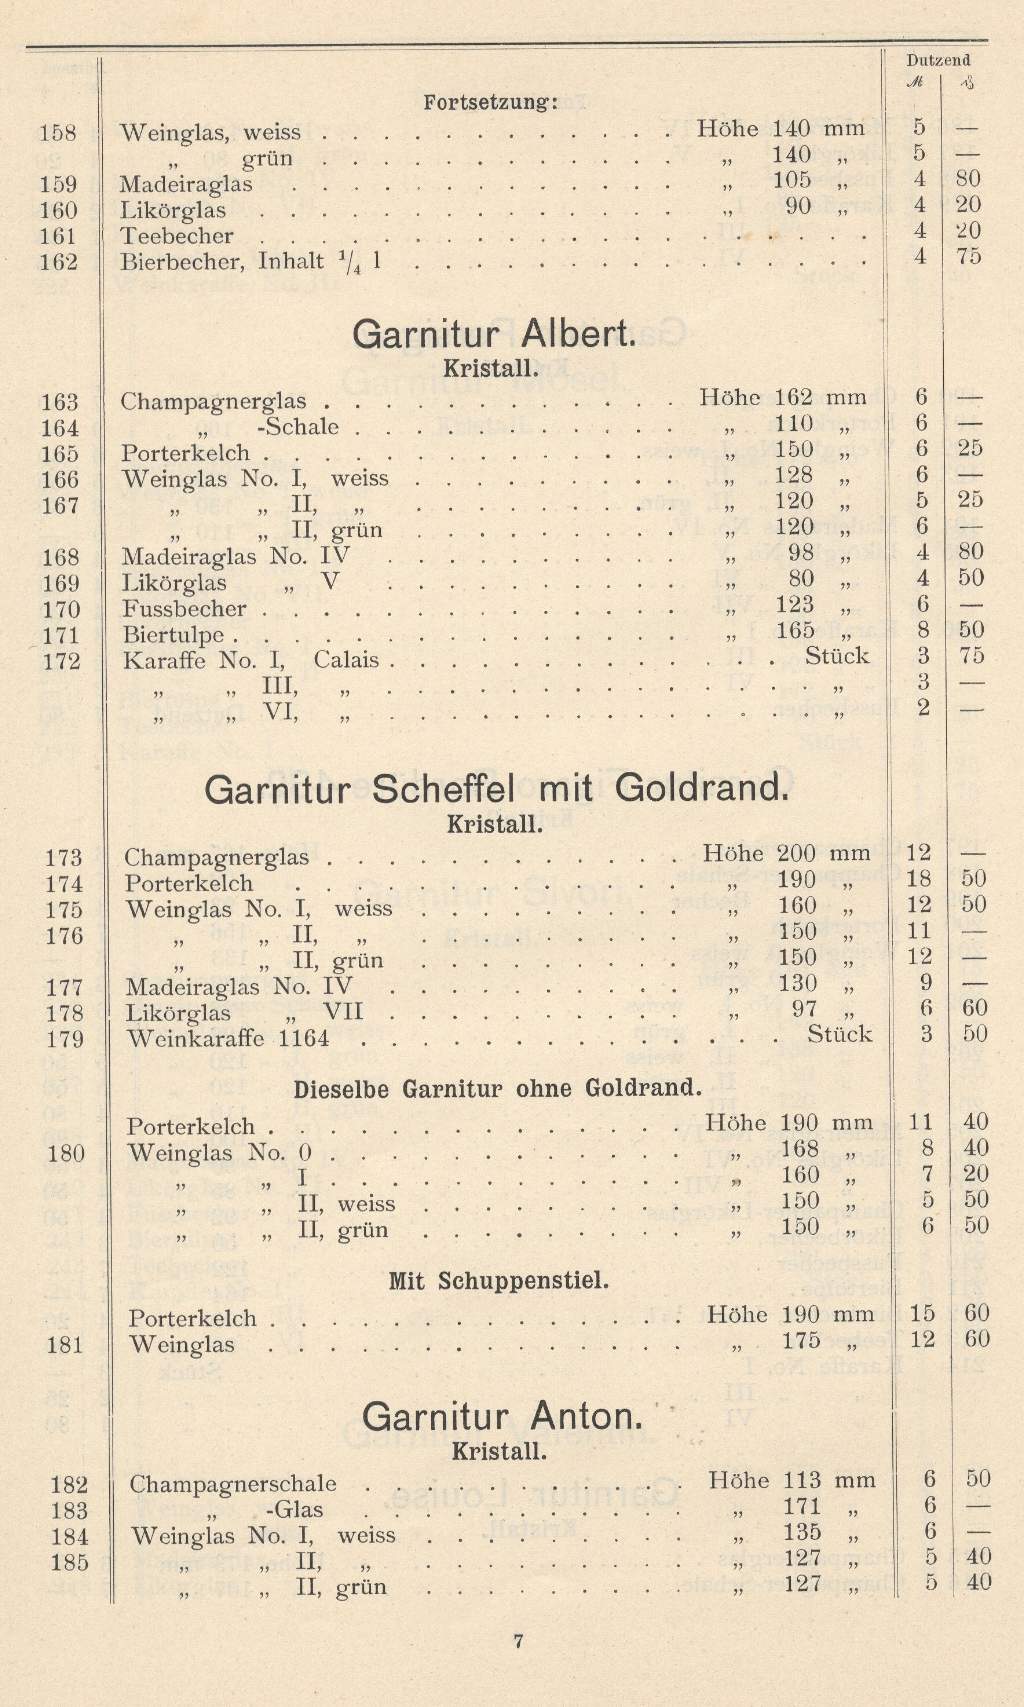 Dutzend
ℳ ₰
Fortsetzung:
158 Weinglas, weiss . . . . . . . . . . . . Höhe 140 mm 5 —
„ grün . . . . . . . . . . . . „ 140 „ 5 —
159 Madeiraglas . . . . . . . . . . . . . „ 105 „ 4 80
160 Likörglas . . . . . . . . . . . . . . „ 90 „ 4 20
161 Teebecher . . . . . . . . . . . . . . . . . . . . 4 20
162 Bierbecher, Inhalt ¹/₄ l . . . . . . . . . . . . . . . 4 75
Garnitur Albert.
Kristall.
163 Champagnerglas . . . . . . . . . . . . Höhe 162 mm 6 —
164 „ -Schale . . . . . . . . . . . „ 110 „ 6 —
165 Porterkelch . . . . . . . . . . . . . . „ 150 „ 6 25
166 Weinglas No. I, weiss . . . . . . . . . „ 128 „ 6 —
167 „ „ II, „ . . . . . . . . . „ 120 „ 5 25
„ „ II, grün . . . . . . . . . „ 120 „ 6 —
168 Madeiraglas No. IV . . . . . . . . . . „ 98 „ 4 80
169 Likörglas „ V . . . . . . . . . . „ 80 „ 4 50
170 Fussbecher . . . . . . . . . . . . . . „ 123 „ 6 —
171 Biertulpe . . . . . . . . . . . . . . . „ 165 „ 8 50
172 Karaffe No. I, Calais . . . . . . . . . . . . . Stück 3 75
„ „ III, „ . . . . . . . . . . . . . . . „ 3 —
„ „ VI, „ . . . . . . . . . . . . . . . „ 2 —
Garnitur Scheffel mit Goldrand.
Kristall.
173 Champagnerglas . . . . . . . . . . . . Höhe 200 mm 12 —
174 Porterkelch . . . . . . . . . . . . . „ 190 „ 18 50
175 Weinglas No. I, weiss . . . . . . . . . „ 160 „ 12 50
176 „ „ II, „ . . . . . . . . . „ 150 „ 11 —
„ „ II, grün . . . . . . . . . „ 150 „ 12 —
177 Madeiraglas No. IV . . . . . . . . . . „ 130 „ 9 —
178 Likörglas „ VII . . . . . . . . . . „ 97 „ 6 60
179 Weinkaraffe 1164 . . . . . . . . . . . . . . Stück 3 50
Dieselbe Garnitur ohne Goldrand.
Porterkelch . . . . . . . . . . . . . . Höhe 190 mm 11 40
180 Weinglas No. 0 . . . . . . . . . . . . „ 168 „ 8 40
„ „ I . . . . . . . . . . . . „ 160 „ 7 20
„ „ II, weiss . . . . . . . . . „ 150 „ 5 50
„ „ II, grün . . . . . . . . . „ 150 „ 6 50
Mit Schuppenstiel.
Porterkelch . . . . . . . . . . . . . . Höhe 190 mm 15 60
181 Weinglas . . . . . . . . . . . . . . „ 175 „ 12 60
Garnitur Anton.
Kristall.
182 Champagnerschale . . . . . . . . . . . Höhe 113 mm 6 50
183 „ -Glas . . . . . . . . . . . „ 171 „ 6 —
184 Weinglas No. I, weiss . . . . . . . . . „ 135 „ 6 —
185 „ „ II, „ . . . . . . . . . „ 127 „ 5 40
„ „ II, grün . . . . . . . . . „ 127 „ 5 40
7